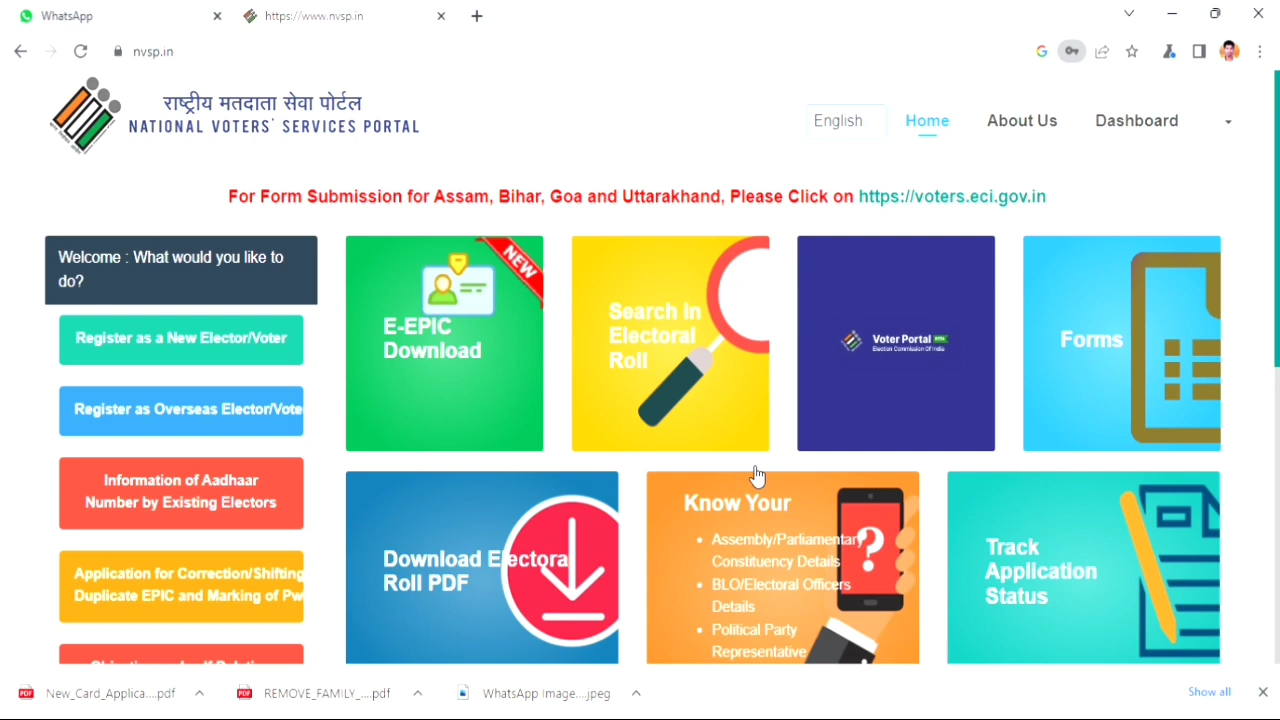 WhatsApp
https://www.nvsp.in
nvsp.in
राष्ट्रीय मतदाता सेवा पोर्टल
NATIONAL VOTERS' SERVICES PORTAL
English
Home
About Us
Dashboard
For Form Submission for Assam, Bihar, Goa and Uttarakhand, Please Click on https://voters.eci.gov.in
Welcome : What would you like to
do?
Register as a New Elector/Voter
Register as Overseas Elector/Vote
Information of Aadhaar
Number by Existing Electors
Application for Correction/Shifting
Duplicate EPIC and Marking of Pw
NEW
E-EPIC
Download
Search in
Electoral
Roll
Voter Portal
Election Commission Of India
Forms
Download Electoral
Roll PDF
Know Your
• Assembly/Parliamentary
Constituency Details
• BLO/Electoral Officers
Details
• Political Party
Representative
?
Track
Application
Status
PDF New_Card_Applica....pdf
PDF REMOVE_FAMILY_....pdf
WhatsApp Image....jpeg
Show all